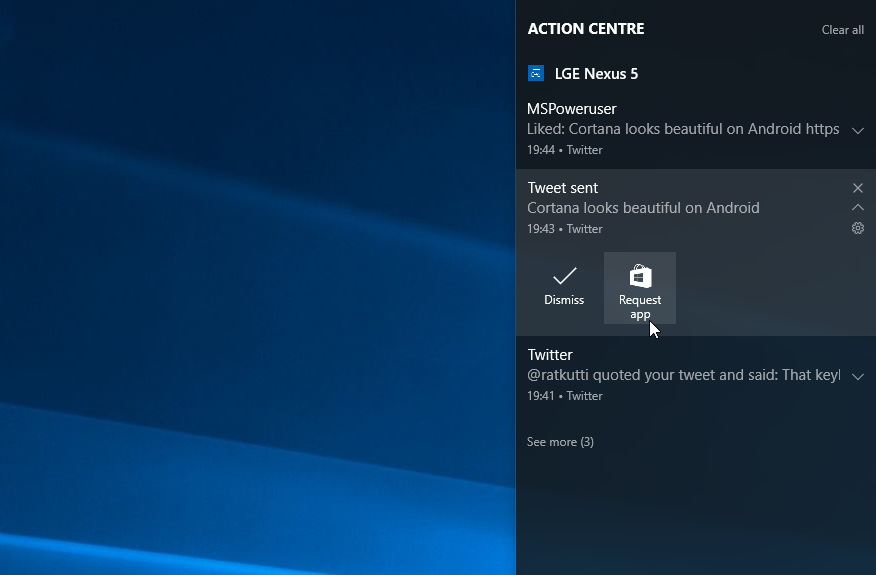 ACTION CENTRE
Clear all
LGE Nexus 5
MSPoweruser
Liked: Cortana looks beautiful on Android https
19:44 • Twitter
Tweet sent
Cortana looks beautiful on Android
19:43 • Twitter
Dismiss
Request
app
Twitter
@ratkutti quoted your tweet and said: That keyl
19:41 • Twitter
See more (3)